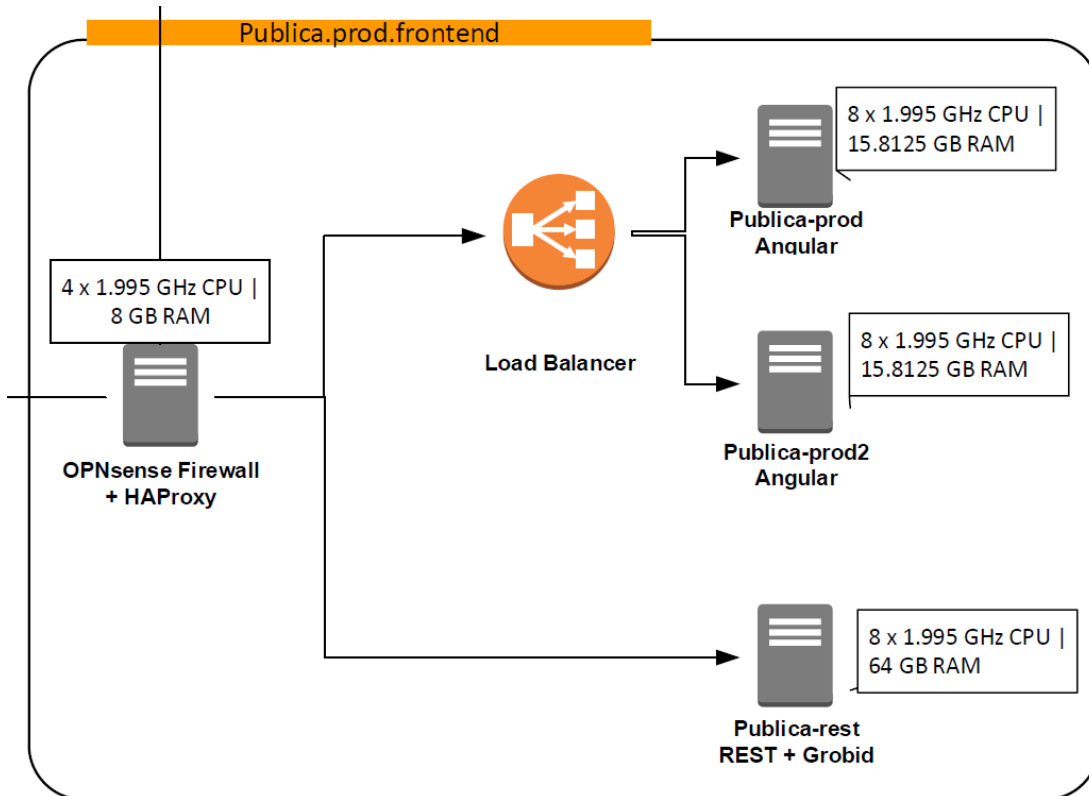 Publica.prod.frontend
8 x 1.995 GHz CPU |
15.8125 GB RAM
Publica-prod
Angular
4 x 1.995 GHz CPU |
8 GB RAM
OPNsense Firewall
+ HAProxy
Load Balancer
8 x 1.995 GHz CPU |
15.8125 GB RAM
Publica-prod2
Angular
8 x 1.995 GHz CPU |
64 GB RAM
Publica-rest
REST + Grobid